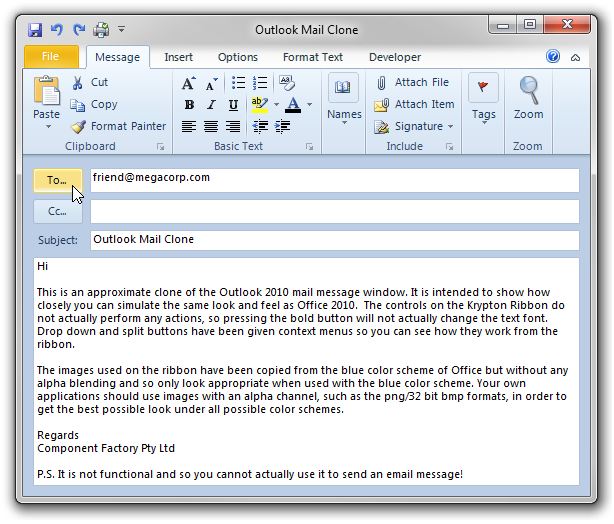 Outlook Mail Clone
File Message Insert Options Format Text Developer
Paste
Cut
Copy
Format Painter
Clipboard
B I U ab A
Basic Text
Names
Attach File
Attach Item
Signature
Include
Tags
Zoom
Zoom
To... friend@megacorp.com
Cc...
Subject: Outlook Mail Clone
Hi
This is an approximate clone of the Outlook 2010 mail message window. It is intended to show how
closely you can simulate the same look and feel as Office 2010.  The controls on the Krypton Ribbon do
not actually perform any actions, so pressing the bold button will not actually change the text font.
Drop down and split buttons have been given context menus so you can see how they work from the
ribbon.
The images used on the ribbon have been copied from the blue color scheme of Office but without any
alpha blending and so only look appropriate when used with the blue color scheme. Your own
applications should use images with an alpha channel, such as the png/32 bit bmp formats, in order to
get the best possible look under all possible color schemes.
Regards
Component Factory Pty Ltd
P.S. It is not functional and so you cannot actually use it to send an email message!